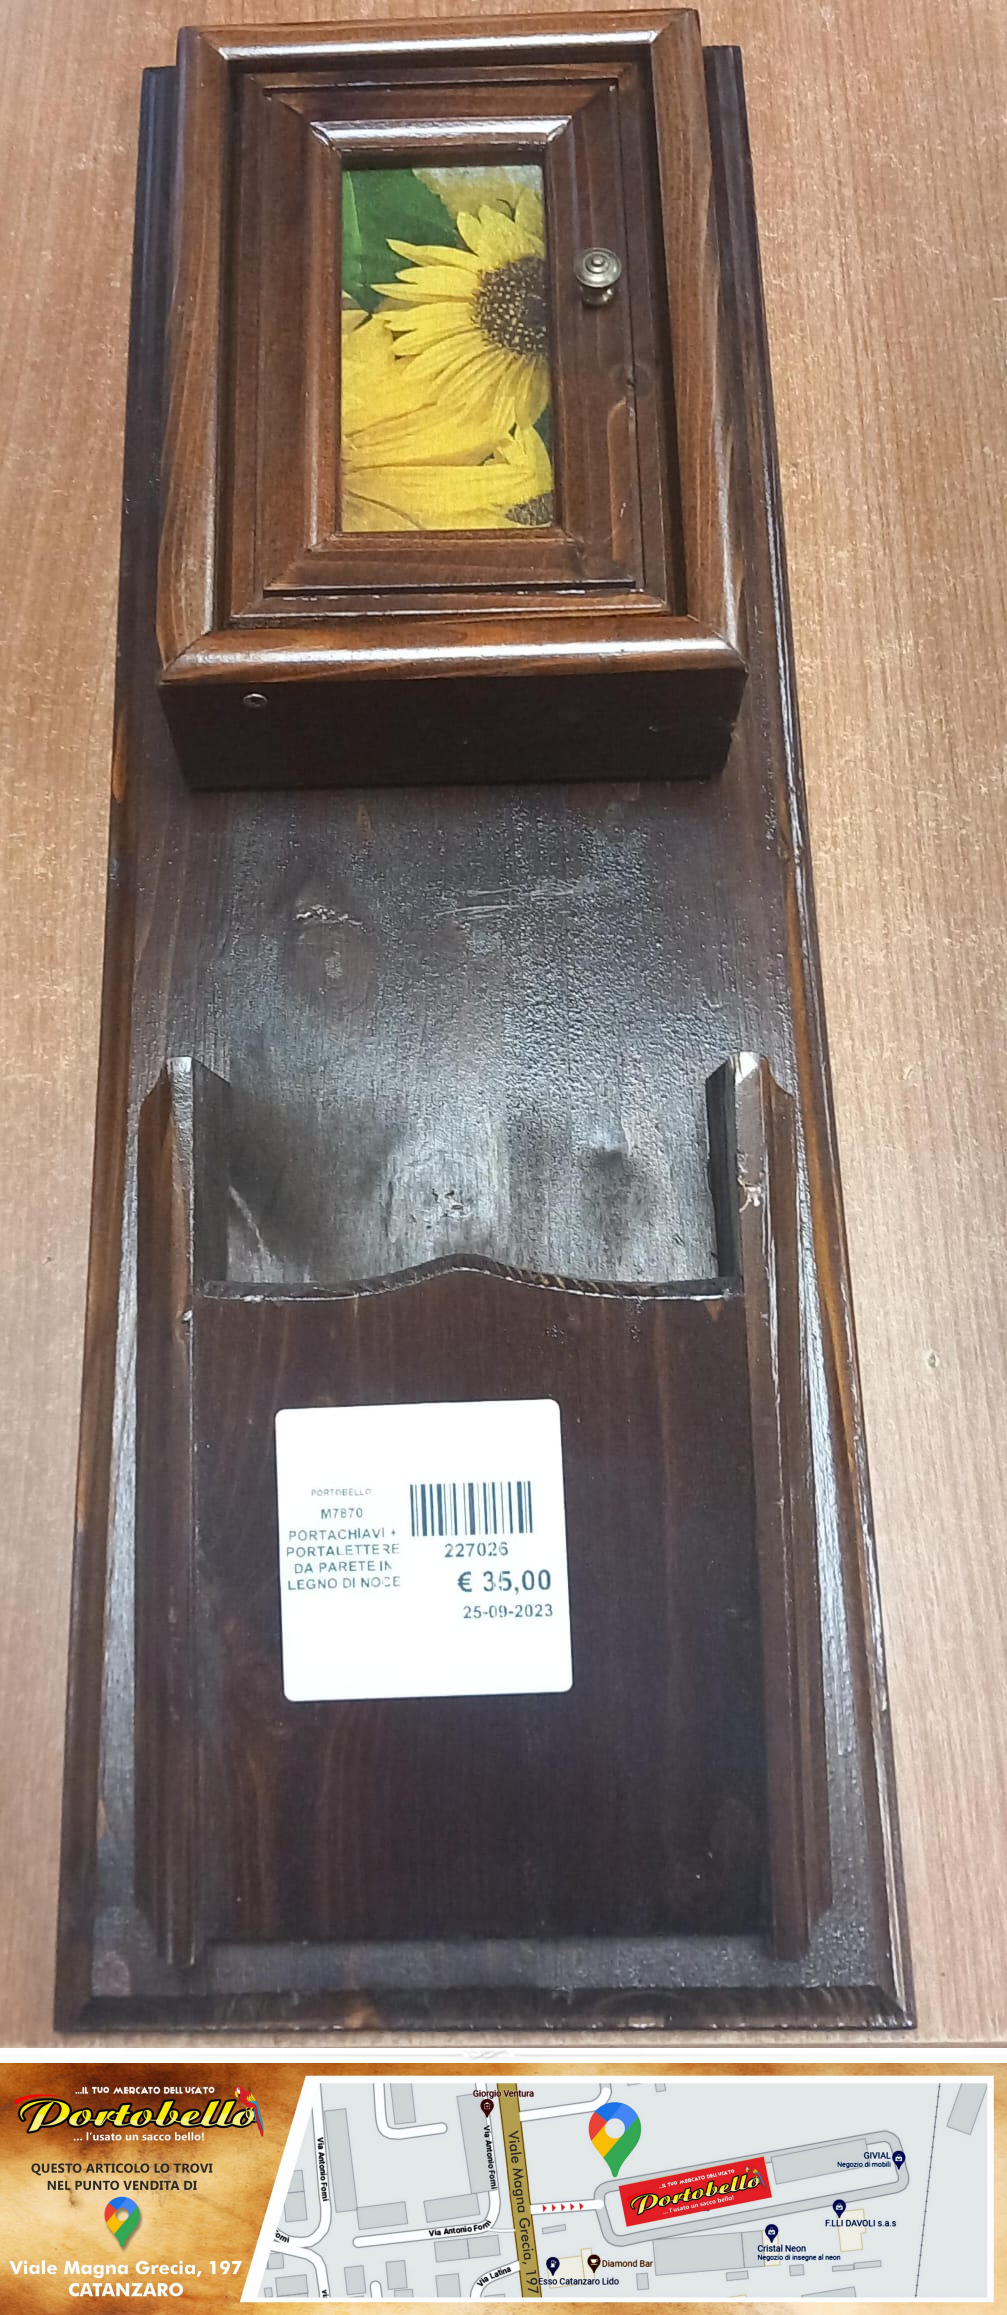 PORTOBELLO
M7870
PORTACHIAVI +
PORTALETTERE
DA PARETE IN
LEGNO DI NOCE
227026
€ 35,00
25-09-2023
...IL TUO MERCATO DELL'USATO
Portobello
... l'usato un sacco bello!
QUESTO ARTICOLO LO TROVI
NEL PUNTO VENDITA DI
Viale Magna Grecia, 197
CATANZARO
Giorgio Ventura
Via Antonio Forni
Via Antonio Forni
Viale Magna Grecia, 197
...IL TUO MERCATO DELL'USATO
Portobello
... l'usato un sacco bello!
GIVIAL
Negozio di mobili
F.LLI DAVOLI s.a.s
Cristal Neon
Negozio di insegne al neon
Via Antonio Forni
Diamond Bar
Esso Catanzaro Lido
Via Latina